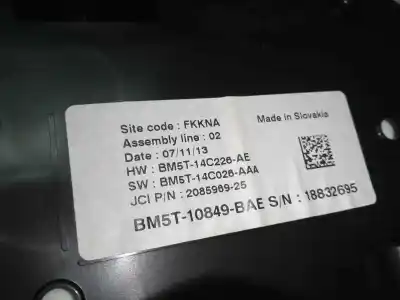 Site code : FKKNA
Made in Slovakia
Assembly line : 02
Date : 07/11/13
HW : BM5T-14C226-AE
SW : BM5T-14C026-AAA
JCI P/N : 2085969-25
BM5T-10849-BAE S/N : 18832695